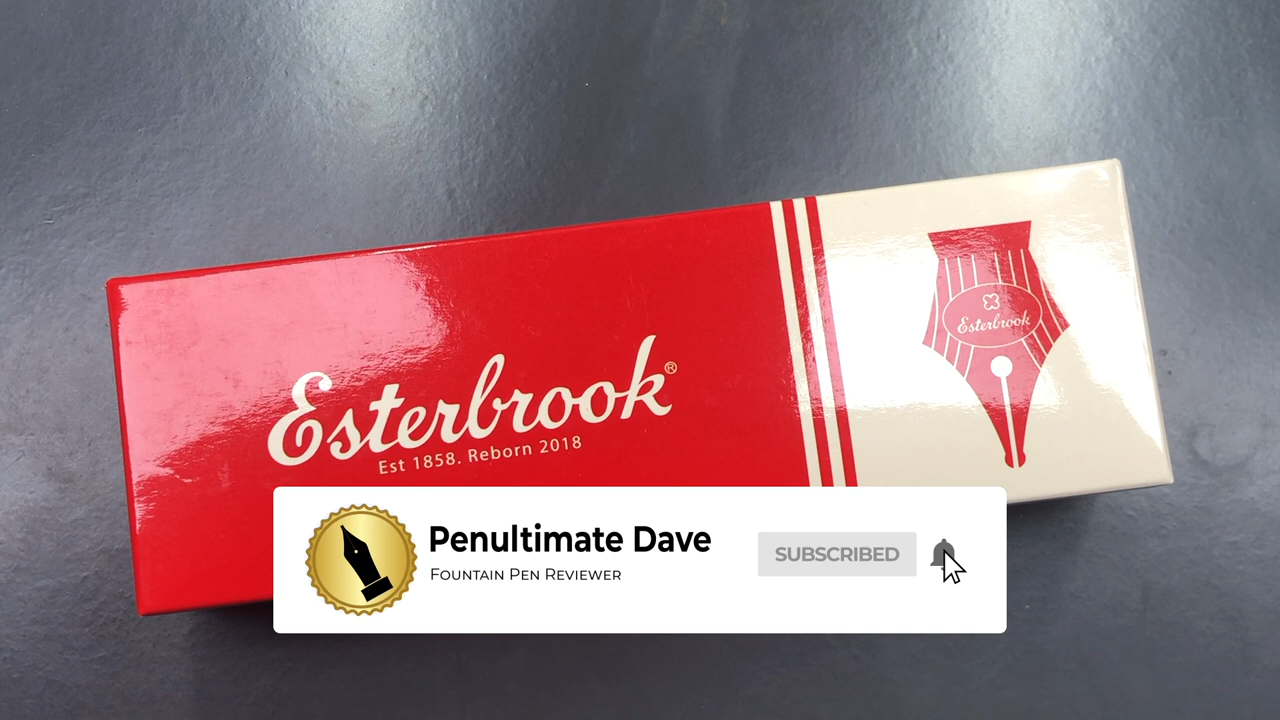 Esterbrook®
Est 1858. Reborn 2018
Esterbrook
Penultimate Dave
Fountain Pen Reviewer
SUBSCRIBED